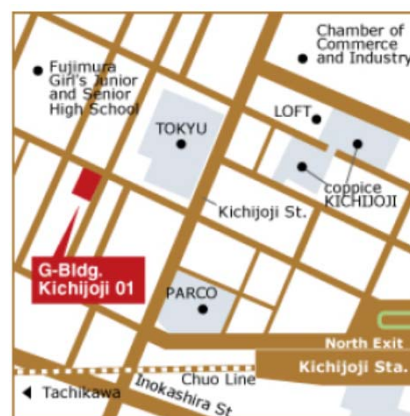 Chamber of
Commerce
and Industry
Fujimura
Girl's Junior
and Senior
High School
LOFT
TOKYU
coppice
KICHIJOJI
Kichijoji St.
G-Bldg.
Kichijoji 01
PARCO
North Exit
Kichijoji Sta.
Chuo Line
Tachikawa
Inokashira St